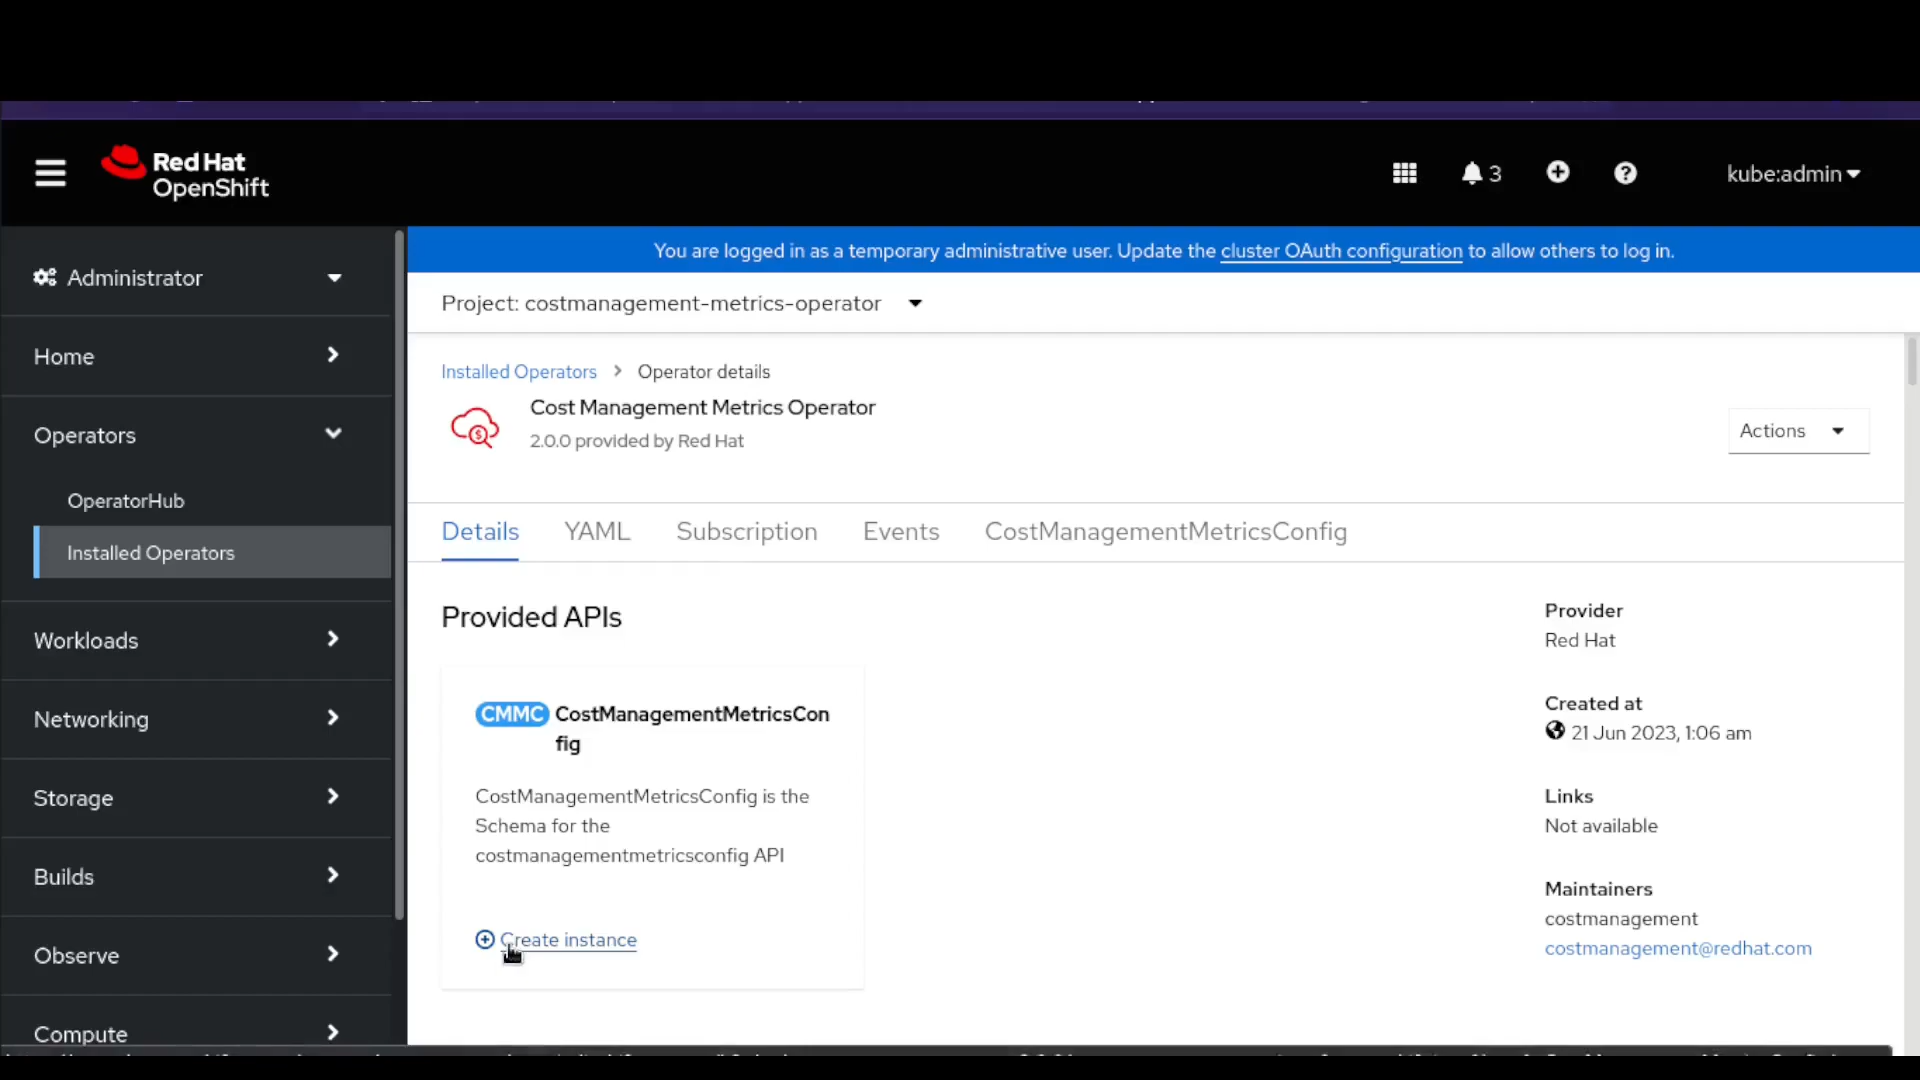 Red Hat
OpenShift
3
kube:admin
You are logged in as a temporary administrative user. Update the cluster OAuth configuration to allow others to log in.
Administrator
Home
Operators
OperatorHub
Installed Operators
Workloads
Networking
Storage
Builds
Observe
Compute
Project: costmanagement-metrics-operator
Installed Operators > Operator details
Cost Management Metrics Operator
2.0.0 provided by Red Hat
Actions
Details YAML Subscription Events CostManagementMetricsConfig
Provided APIs
CMMC CostManagementMetricsCon
fig
CostManagementMetricsConfig is the
Schema for the
costmanagementmetricsconfig API
Create instance
Provider
Red Hat
Created at
21 Jun 2023, 1:06 am
Links
Not available
Maintainers
costmanagement
costmanagement@redhat.com